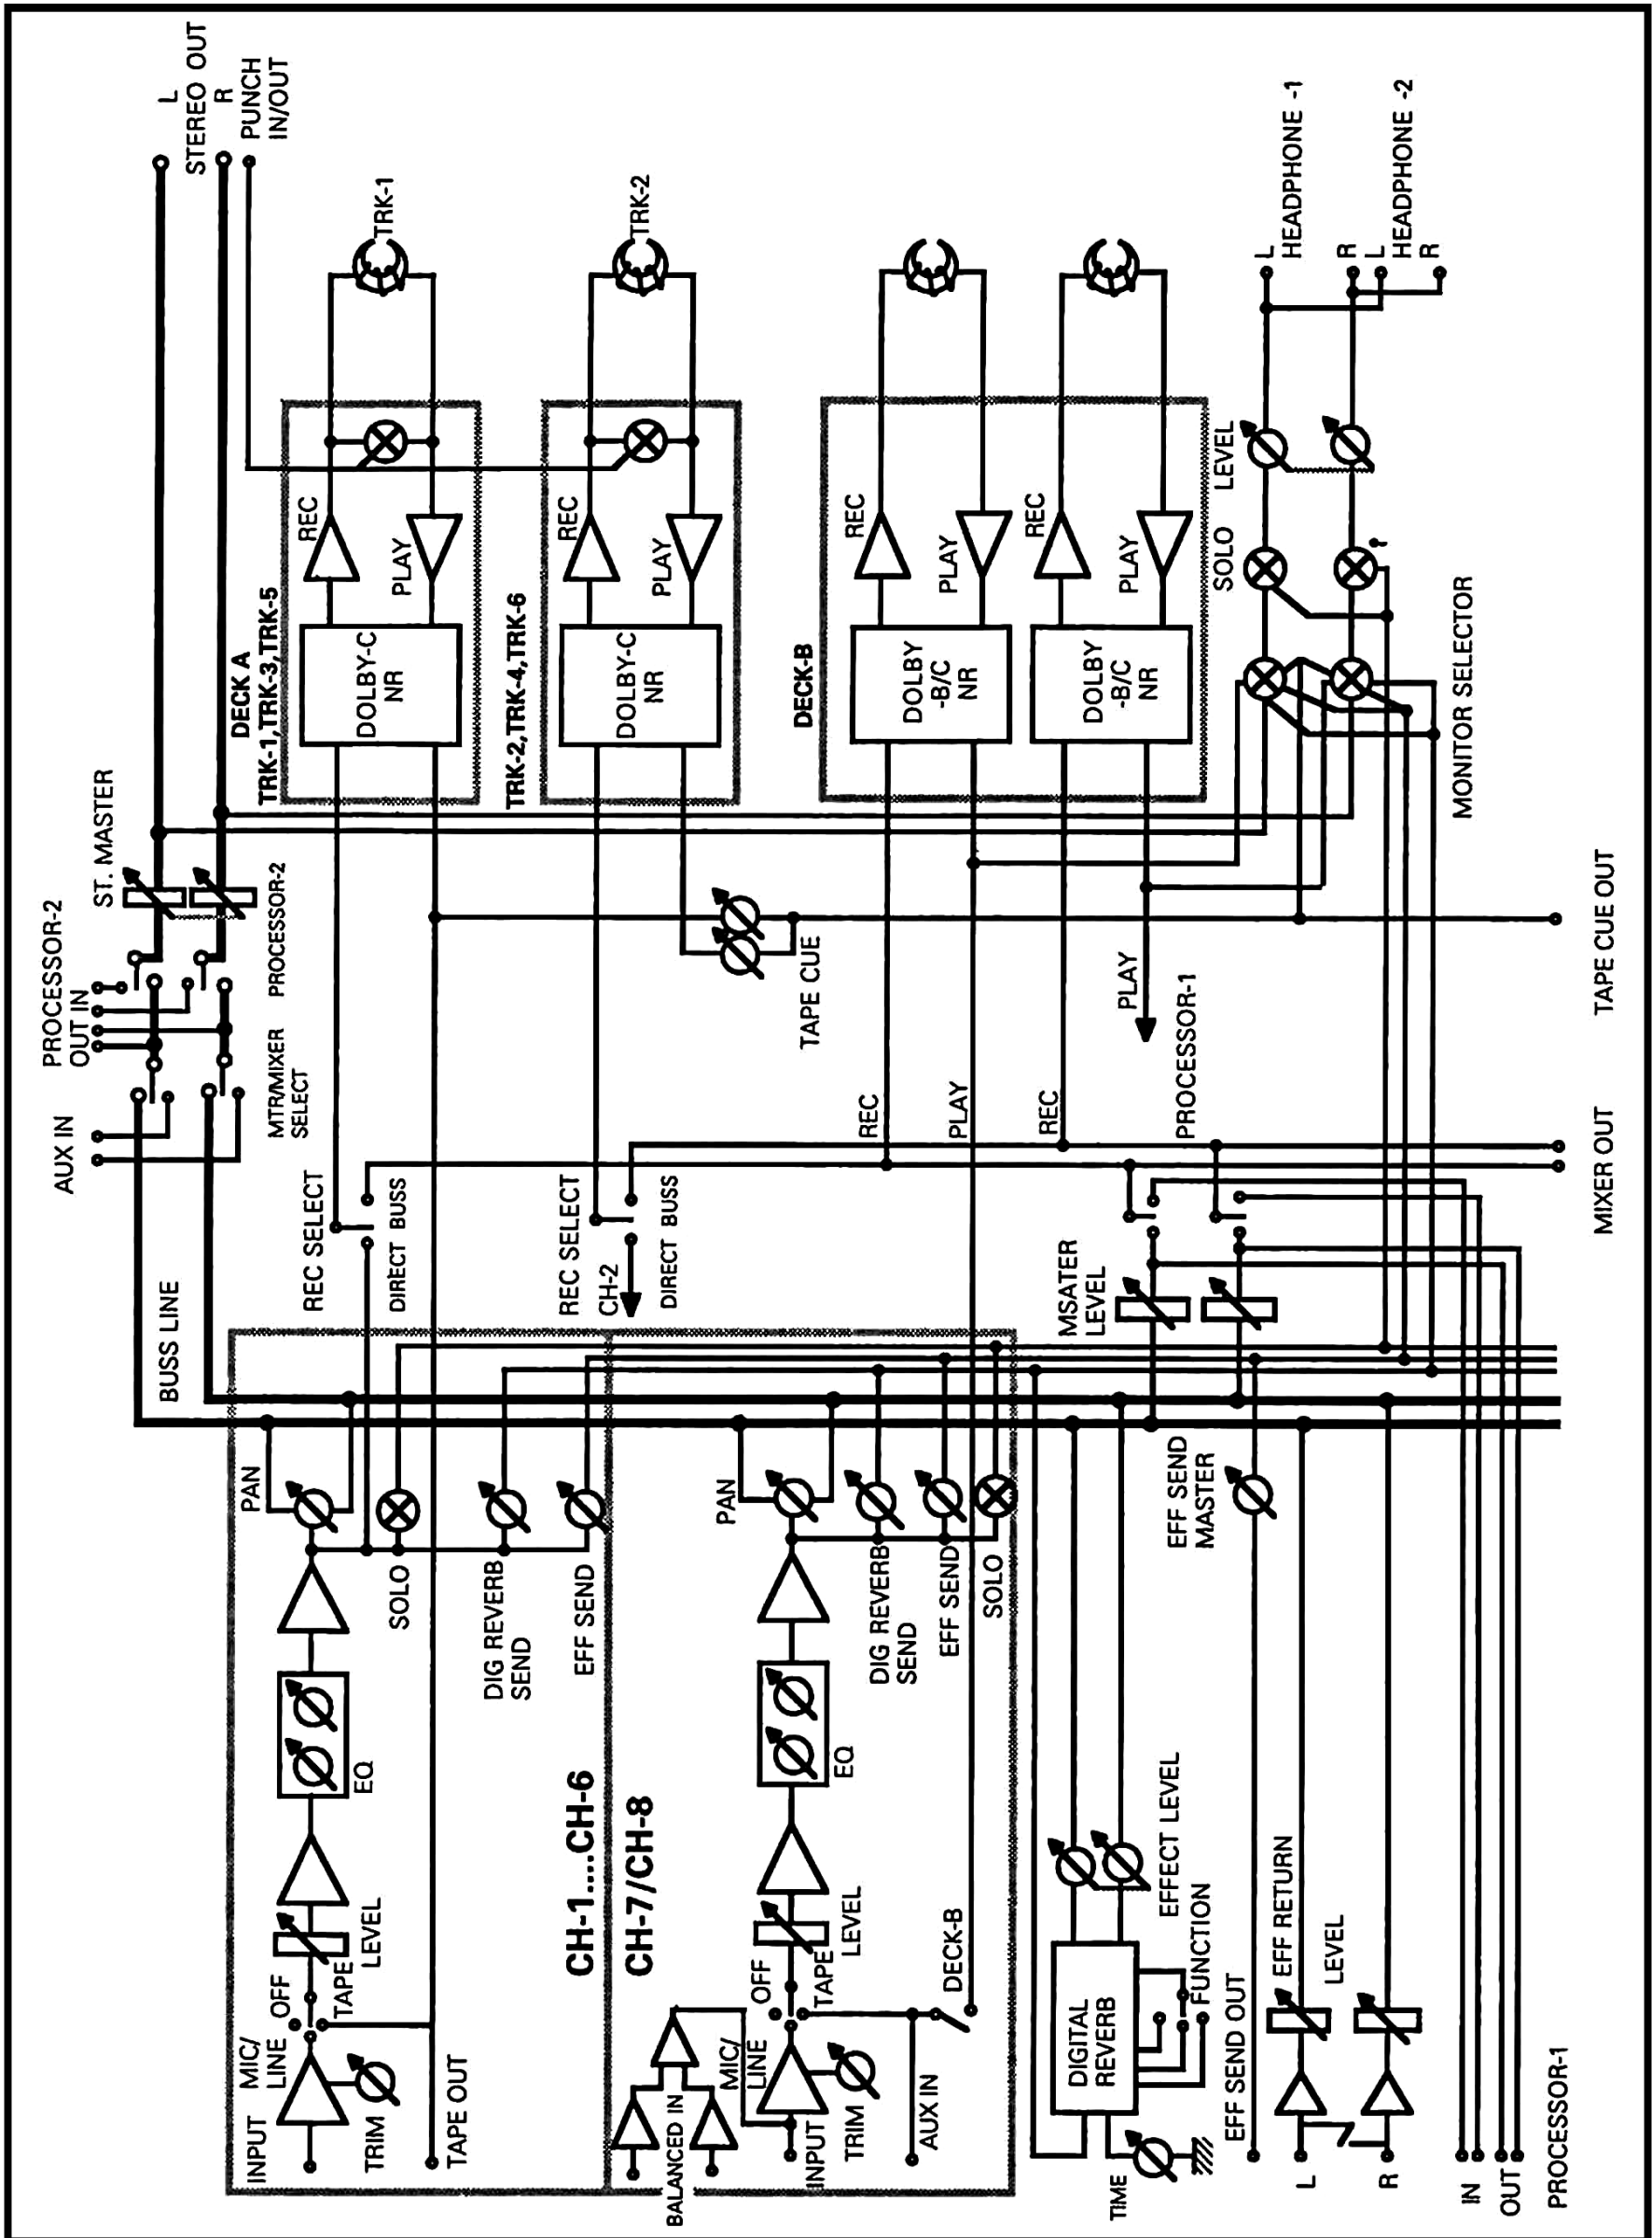 INPUT
MIC/
LINE
OFF
TAPE
LEVEL
TRIM
EQ
PAN
SOLO
DIG REVERB
SEND
EFF SEND
TAPE OUT
CH-1....CH-6
CH-7/CH-8
BALANCED IN
INPUT
MIC/
LINE
OFF
TAPE
LEVEL
TRIM
EQ
PAN
DIG REVERB
SEND
EFF SEND
SOLO
AUX IN
DECK-B
TIME
DIGITAL
REVERB
EFFECT LEVEL
FUNCTION
EFF SEND OUT
EFF SEND
MASTER
EFF RETURN
L
LEVEL
R
IN
OUT
PROCESSOR-1
BUSS LINE
AUX IN
MTR/MIXER
SELECT
PROCESSOR-2
OUT IN
PROCESSOR-2
ST. MASTER
L
STEREO OUT
R
PUNCH
IN/OUT
REC SELECT
DIRECT BUSS
REC SELECT
CH-2
DIRECT BUSS
DECK A
TRK-1,TRK-3,TRK-5
DOLBY-C
NR
REC
PLAY
TRK-1
TRK-2,TRK-4,TRK-6
DOLBY-C
NR
REC
PLAY
TRK-2
TAPE CUE
DECK-B
DOLBY
-B/C
NR
REC
PLAY
DOLBY
-B/C
NR
REC
PLAY
REC
PLAY
REC
PLAY
PROCESSOR-1
MSATER
LEVEL
SOLO
LEVEL
MONITOR SELECTOR
L
HEADPHONE -1
R
L
HEADPHONE -2
R
MIXER OUT
TAPE CUE OUT